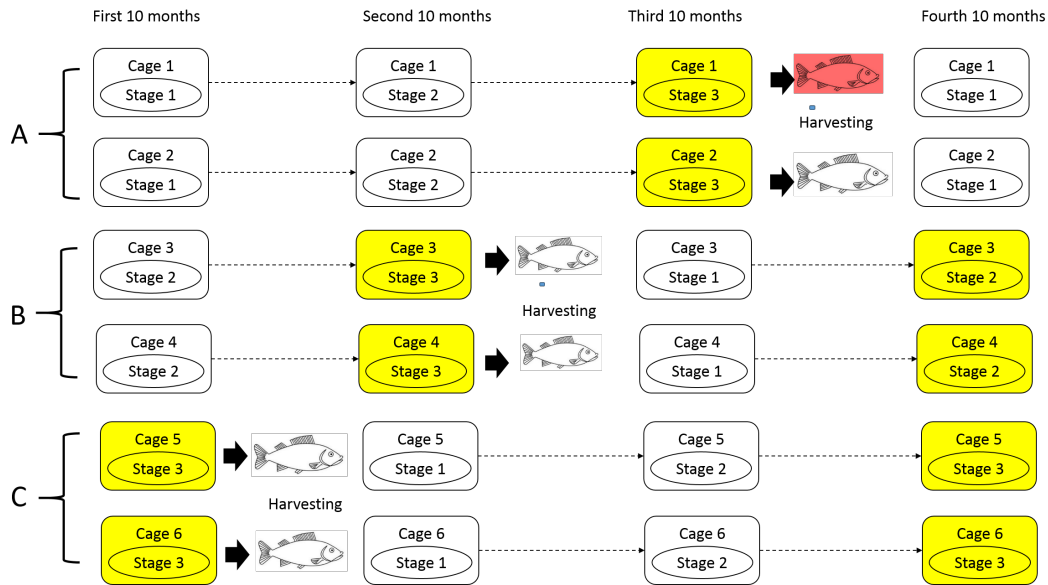 First 10 months
Second 10 months
Third 10 months
Fourth 10 months
A
Cage 1
Stage 1
Cage 1
Stage 2
Cage 1
Stage 3
Harvesting
Cage 1
Stage 1
Cage 2
Stage 1
Cage 2
Stage 2
Cage 2
Stage 3
Cage 2
Stage 1
B
Cage 3
Stage 2
Cage 3
Stage 3
Harvesting
Cage 3
Stage 1
Cage 3
Stage 2
Cage 4
Stage 2
Cage 4
Stage 3
Cage 4
Stage 1
Cage 4
Stage 2
C
Cage 5
Stage 3
Harvesting
Cage 5
Stage 1
Cage 5
Stage 2
Cage 5
Stage 3
Cage 6
Stage 3
Cage 6
Stage 1
Cage 6
Stage 2
Cage 6
Stage 3